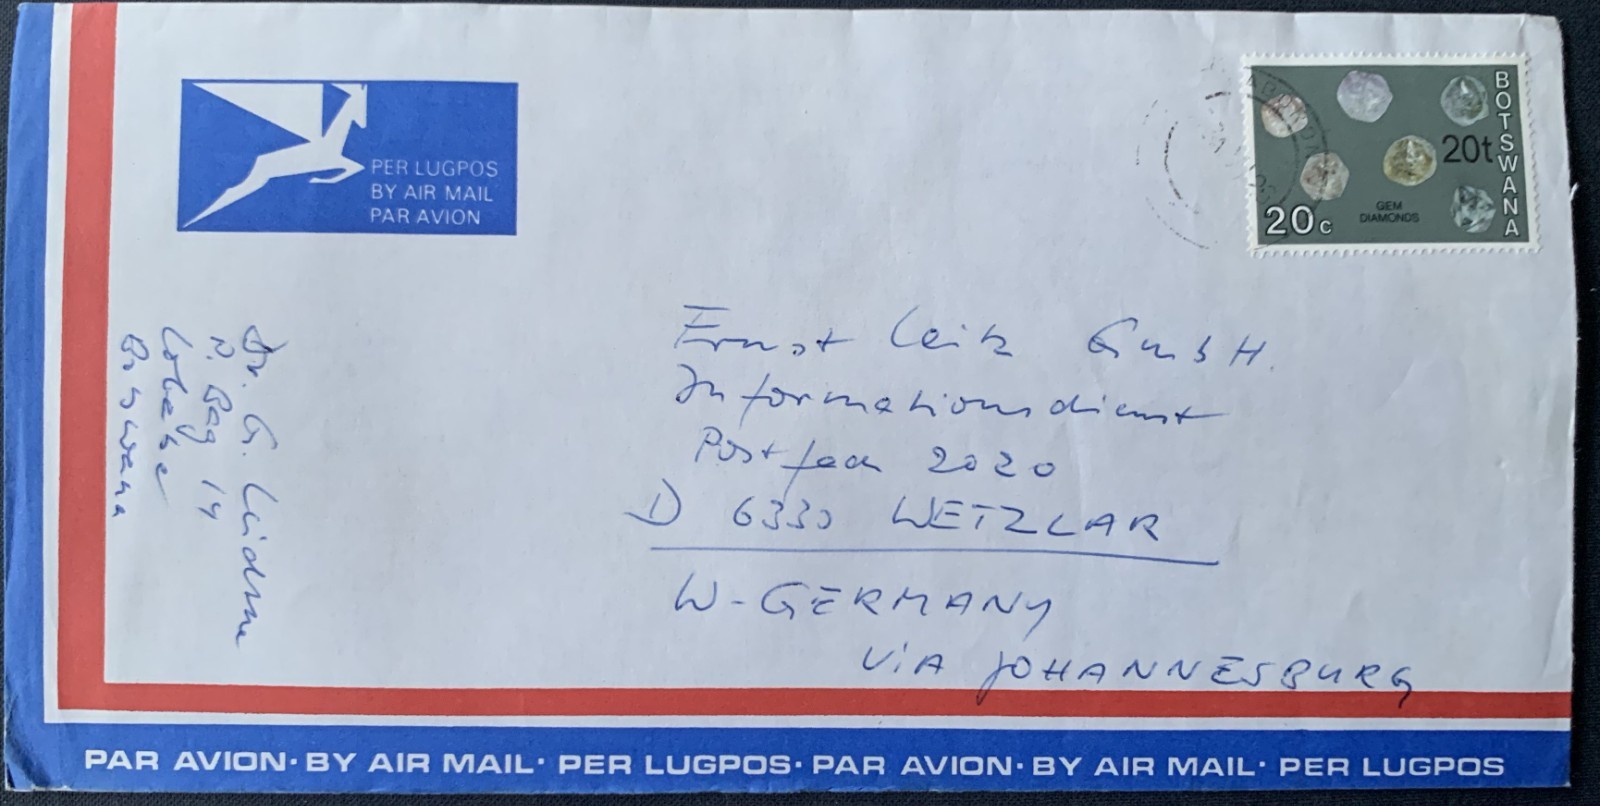 PER LUGPOS
BY AIR MAIL
PAR AVION
BOTSWANA
20t
20c
GEM
DIAMONDS
Ernst Leitz GmbH.
Informationsdienst
Postfach 2020
D 6330 WETZLAR
W-GERMANY
VIA JOHANNESBURG
Dr. G.
P. Bag 14
Lobatse
Botswana
PAR AVION · BY AIR MAIL · PER LUGPOS · PAR AVION · BY AIR MAIL · PER LUGPOS